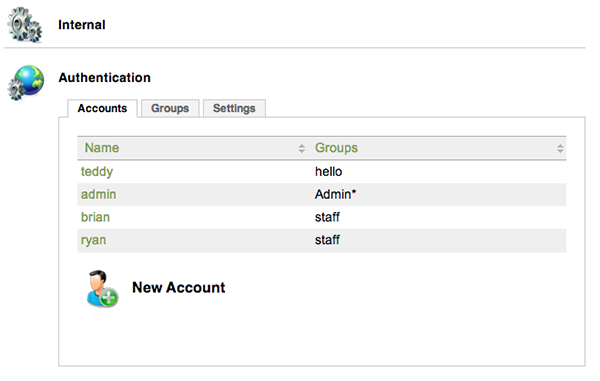 Internal
Authentication
Accounts Groups Settings
Name Groups
teddy hello
admin Admin*
brian staff
ryan staff
New Account